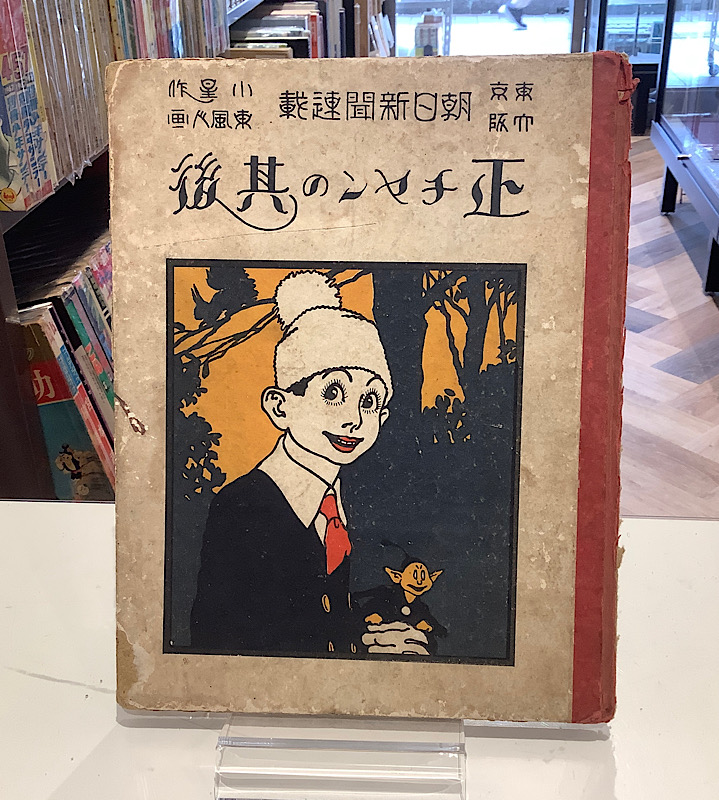 東京
大阪
朝日新聞連載
小星作
東風人画
正チヤンの其後